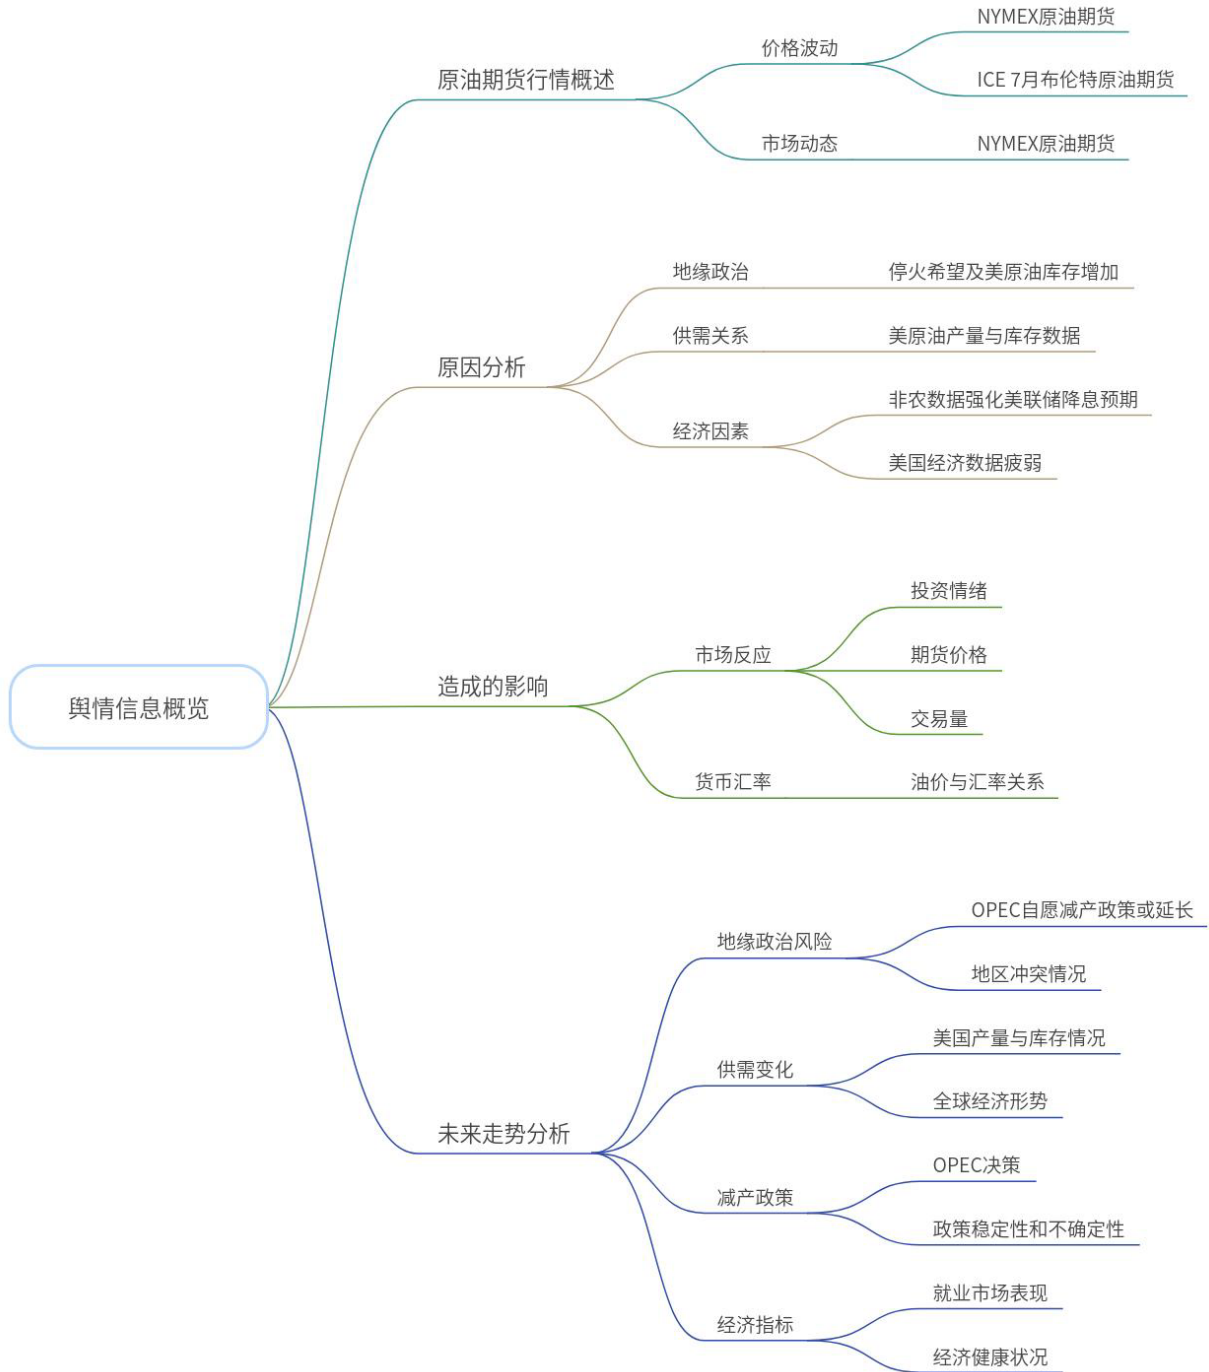 舆情信息概览
原油期货行情概述
价格波动
NYMEX原油期货
ICE 7月布伦特原油期货
市场动态
NYMEX原油期货
原因分析
地缘政治
停火希望及美原油库存增加
供需关系
美原油产量与库存数据
经济因素
非农数据强化美联储降息预期
美国经济数据疲弱
造成的影响
市场反应
投资情绪
期货价格
交易量
货币汇率
油价与汇率关系
未来走势分析
地缘政治风险
OPEC自愿减产政策或延长
地区冲突情况
供需变化
美国产量与库存情况
全球经济形势
减产政策
OPEC决策
政策稳定性和不确定性
经济指标
就业市场表现
经济健康状况